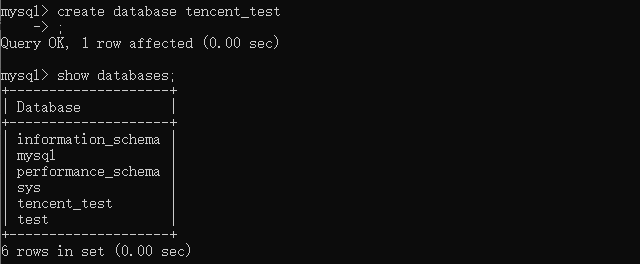 mysql> create database tencent_test
    -> ;
Query OK, 1 row affected (0.00 sec)
mysql> show databases;
+--------------------+
| Database           |
+--------------------+
| information_schema |
| mysql              |
| performance_schema |
| sys                |
| tencent_test       |
| test               |
+--------------------+
6 rows in set (0.00 sec)